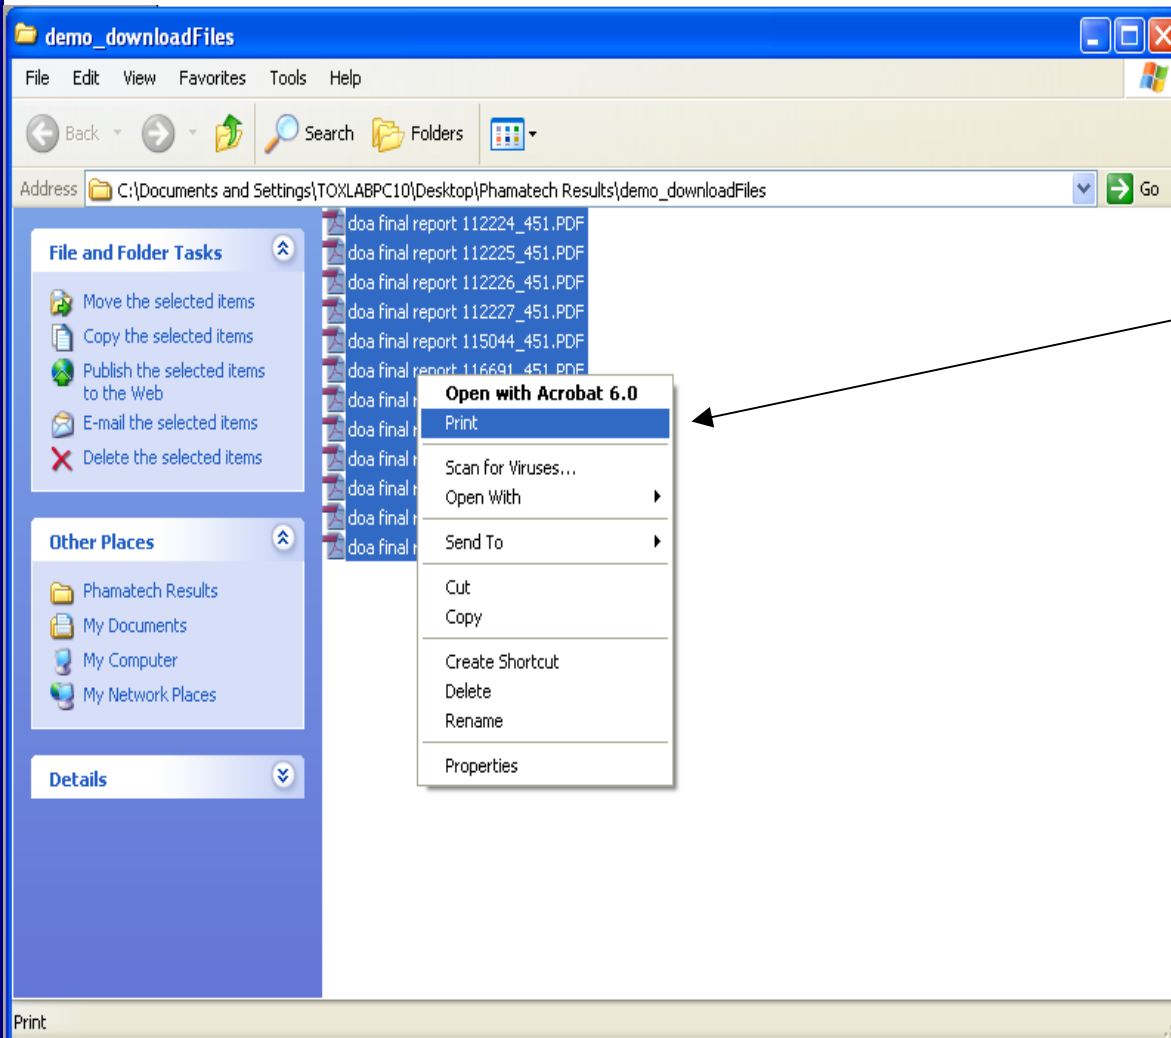 demo_downloadFiles
File Edit View Favorites Tools Help
Back Search Folders
Address C:\Documents and Settings\TOXLABPC10\Desktop\Phamatech Results\demo_downloadFiles Go
File and Folder Tasks
Move the selected items
Copy the selected items
Publish the selected items
to the Web
E-mail the selected items
Delete the selected items
Other Places
Phamatech Results
My Documents
My Computer
My Network Places
Details
doa final report 112224_451.PDF
doa final report 112225_451.PDF
doa final report 112226_451.PDF
doa final report 112227_451.PDF
doa final report 115044_451.PDF
doa final report 116691_451.PDF
doa final
doa final
doa final
doa final
doa final
doa final
Open with Acrobat 6.0
Print
Scan for Viruses...
Open With
Send To
Cut
Copy
Create Shortcut
Delete
Rename
Properties
Print